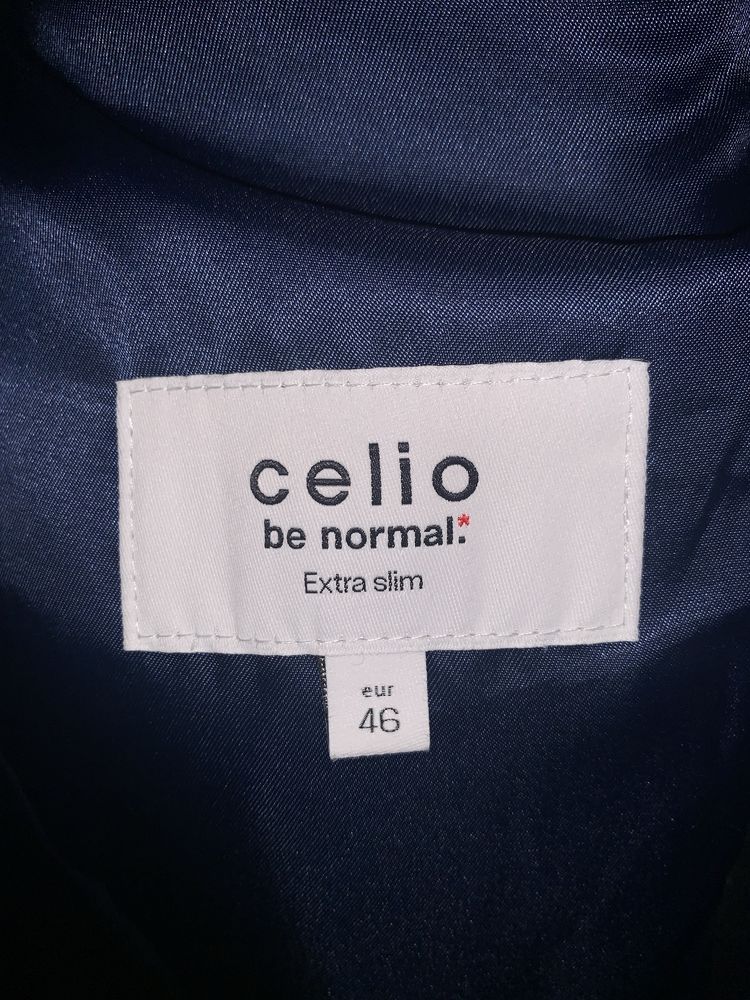 celio
be normal.*
Extra slim
eur
46